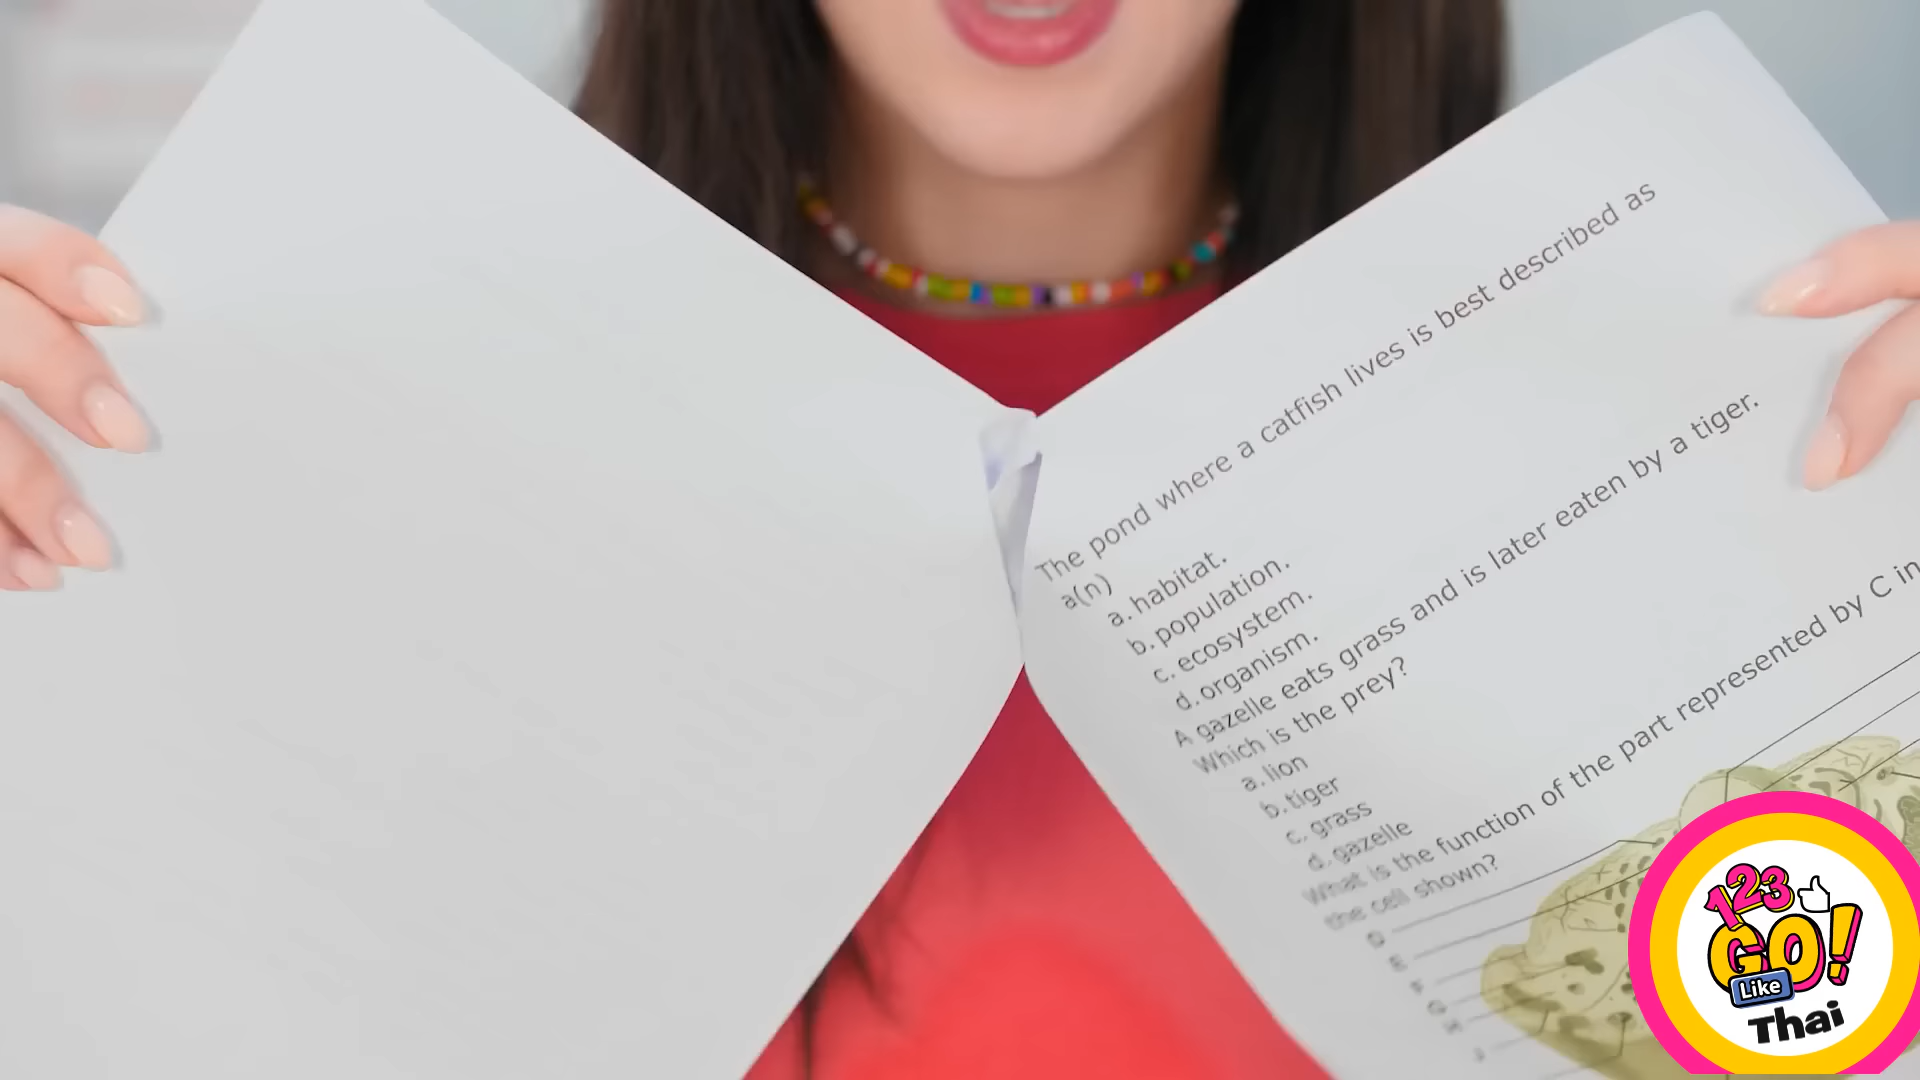 The pond where a catfish lives is best described as
a(n)
a. habitat.
b. population.
c. ecosystem.
d. organism.
A gazelle eats grass and is later eaten by a tiger.
Which is the prey?
a. lion
b. tiger
c. grass
d. gazelle
What is the function of the part represented by C in
the cell shown?
123
GO!
Like
Thai